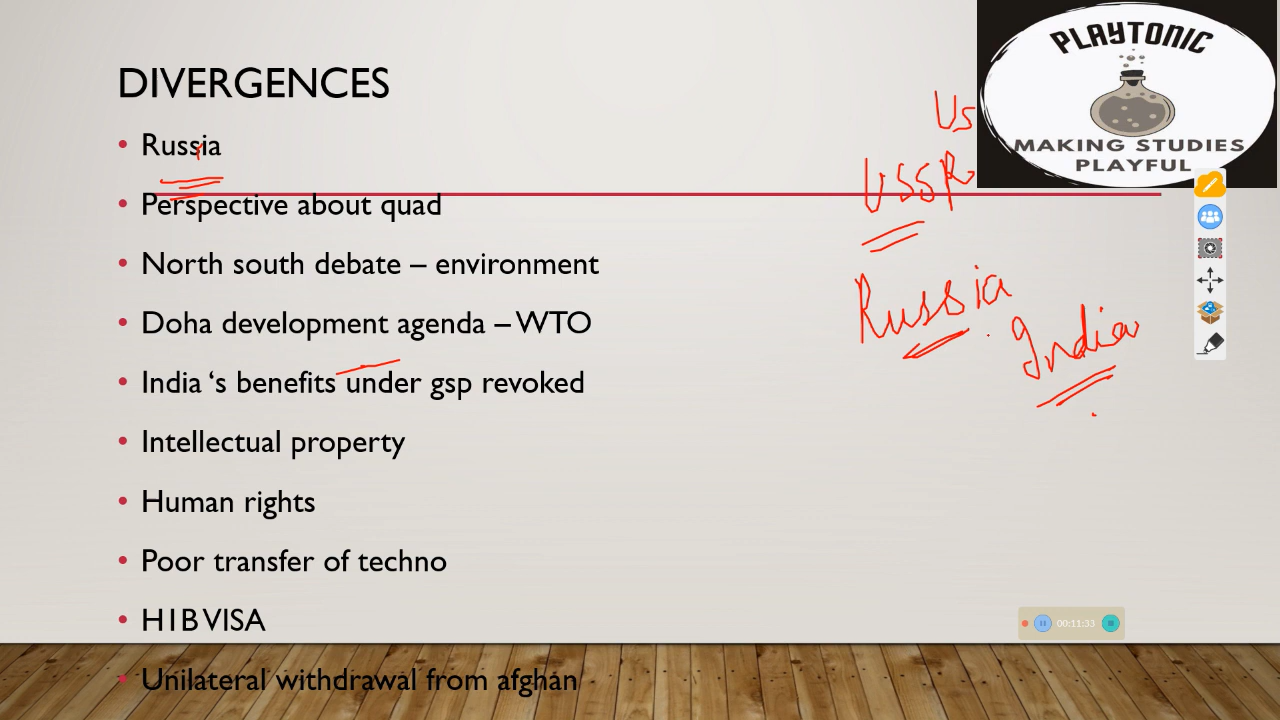 DIVERGENCES
• Russia
• Perspective about quad
• North south debate – environment
• Doha development agenda – WTO
• India ‘s benefits under gsp revoked
• Intellectual property
• Human rights
• Poor transfer of techno
• H1B VISA
• Unilateral withdrawal from afghan
Us
USSR
Russia
India
PLAYTONIC
MAKING STUDIES
PLAYFUL
00:11:33